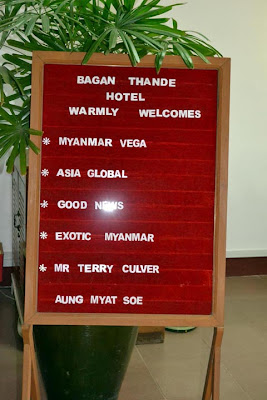 BAGAN THANDE
HOTEL
WARMLY WELCOMES
* MYANMAR VEGA
* ASIA GLOBAL
* GOOD NEWS
* EXOTIC MYANMAR
* MR TERRY CULVER
AUNG MYAT SOE